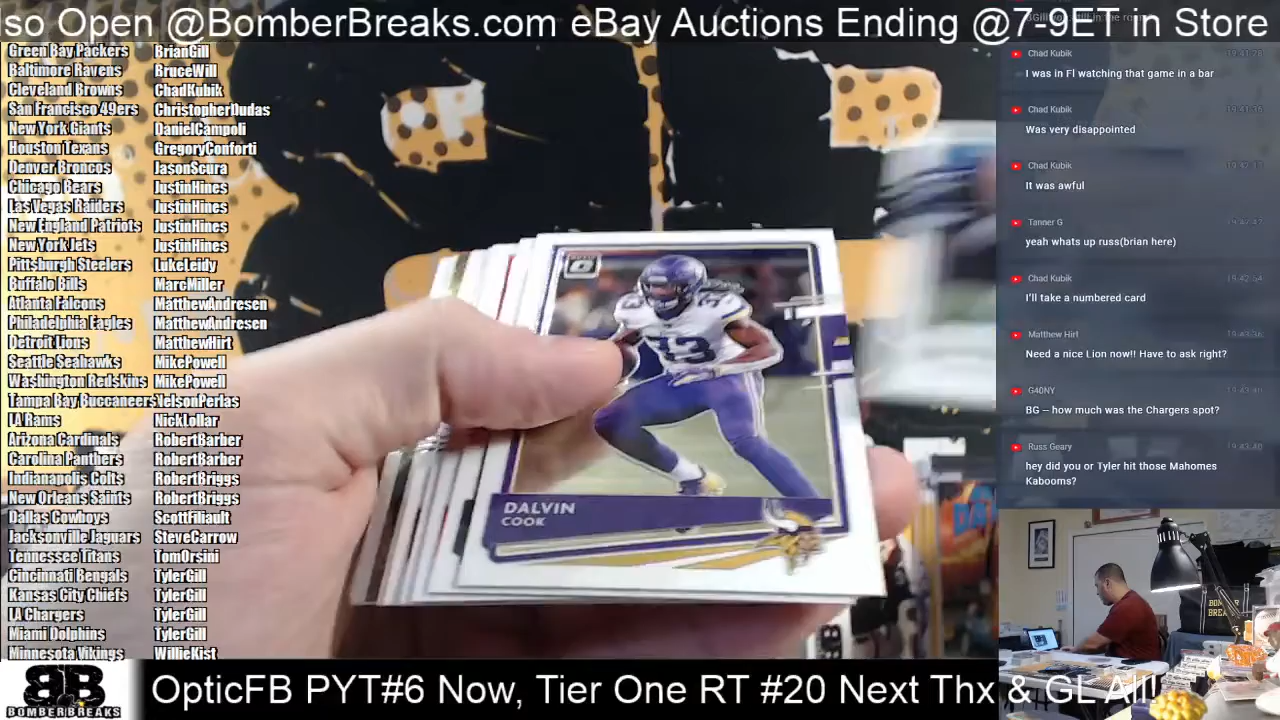 lso Open @BomberBreaks.com eBay Auctions Ending @7-9ET in Store
Green Bay Packers BrianGill
Baltimore Ravens BruceWill
Cleveland Browns ChadKubik
San Francisco 49ers ChristopherDudas
New York Giants DanielCampoli
Houston Texans GregoryConforti
Denver Broncos JasonScura
Chicago Bears JustinHines
Las Vegas Raiders JustinHines
New England Patriots JustinHines
New York Jets JustinHines
Pittsburgh Steelers LukeLeidy
Buffalo Bills MarcMiller
Atlanta Falcons MatthewAndresen
Philadelphia Eagles MatthewAndresen
Detroit Lions MatthewHirt
Seattle Seahawks MikePowell
Washington Redskins MikePowell
Tampa Bay Buccaneers NelsonPerlas
LA Rams NickLollar
Arizona Cardinals RobertBarber
Carolina Panthers RobertBarber
Indianapolis Colts RobertBriggs
New Orleans Saints RobertBriggs
Dallas Cowboys ScottFiliault
Jacksonville Jaguars SteveCarrow
Tennessee Titans TomOrsini
Cincinnati Bengals TylerGill
Kansas City Chiefs TylerGill
LA Chargers TylerGill
Miami Dolphins TylerGill
Minnesota Vikings WillieKist
33
DALVIN
COOK
Chad Kubik
I was in Fl watching that game in a bar
Chad Kubik
Was very disappointed
Chad Kubik
It was awful
Tanner G
yeah whats up russ(brian here)
Chad Kubik
I'll take a numbered card
Matthew Hirt
Need a nice Lion now!! Have to ask right?
G40NY
BG – how much was the Chargers spot?
Russ Geary
hey did you or Tyler hit those Mahomes
Kabooms?
BB
BOMBERBREAKS
OpticFB PYT#6 Now, Tier One RT #20 Next Thx & GL All!